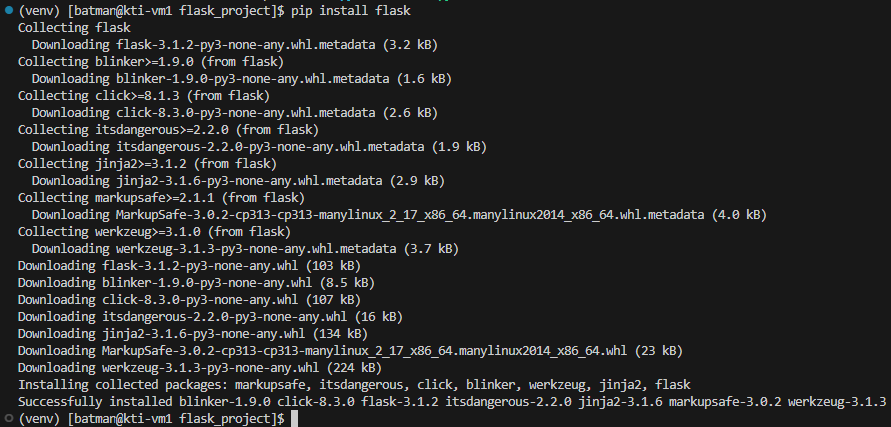 (venv) [batman@kti-vm1 flask_project]$ pip install flask
Collecting flask
Downloading flask-3.1.2-py3-none-any.whl.metadata (3.2 kB)
Collecting blinker>=1.9.0 (from flask)
Downloading blinker-1.9.0-py3-none-any.whl.metadata (1.6 kB)
Collecting click>=8.1.3 (from flask)
Downloading click-8.3.0-py3-none-any.whl.metadata (2.6 kB)
Collecting itsdangerous>=2.2.0 (from flask)
Downloading itsdangerous-2.2.0-py3-none-any.whl.metadata (1.9 kB)
Collecting jinja2>=3.1.2 (from flask)
Downloading jinja2-3.1.6-py3-none-any.whl.metadata (2.9 kB)
Collecting markupsafe>=2.1.1 (from flask)
Downloading MarkupSafe-3.0.2-cp313-cp313-manylinux_2_17_x86_64.manylinux2014_x86_64.whl.metadata (4.0 kB)
Collecting werkzeug>=3.1.0 (from flask)
Downloading werkzeug-3.1.3-py3-none-any.whl.metadata (3.7 kB)
Downloading flask-3.1.2-py3-none-any.whl (103 kB)
Downloading blinker-1.9.0-py3-none-any.whl (8.5 kB)
Downloading click-8.3.0-py3-none-any.whl (107 kB)
Downloading itsdangerous-2.2.0-py3-none-any.whl (16 kB)
Downloading jinja2-3.1.6-py3-none-any.whl (134 kB)
Downloading MarkupSafe-3.0.2-cp313-cp313-manylinux_2_17_x86_64.manylinux2014_x86_64.whl (23 kB)
Downloading werkzeug-3.1.3-py3-none-any.whl (224 kB)
Installing collected packages: markupsafe, itsdangerous, click, blinker, werkzeug, jinja2, flask
Successfully installed blinker-1.9.0 click-8.3.0 flask-3.1.2 itsdangerous-2.2.0 jinja2-3.1.6 markupsafe-3.0.2 werkzeug-3.1.3
(venv) [batman@kti-vm1 flask_project]$